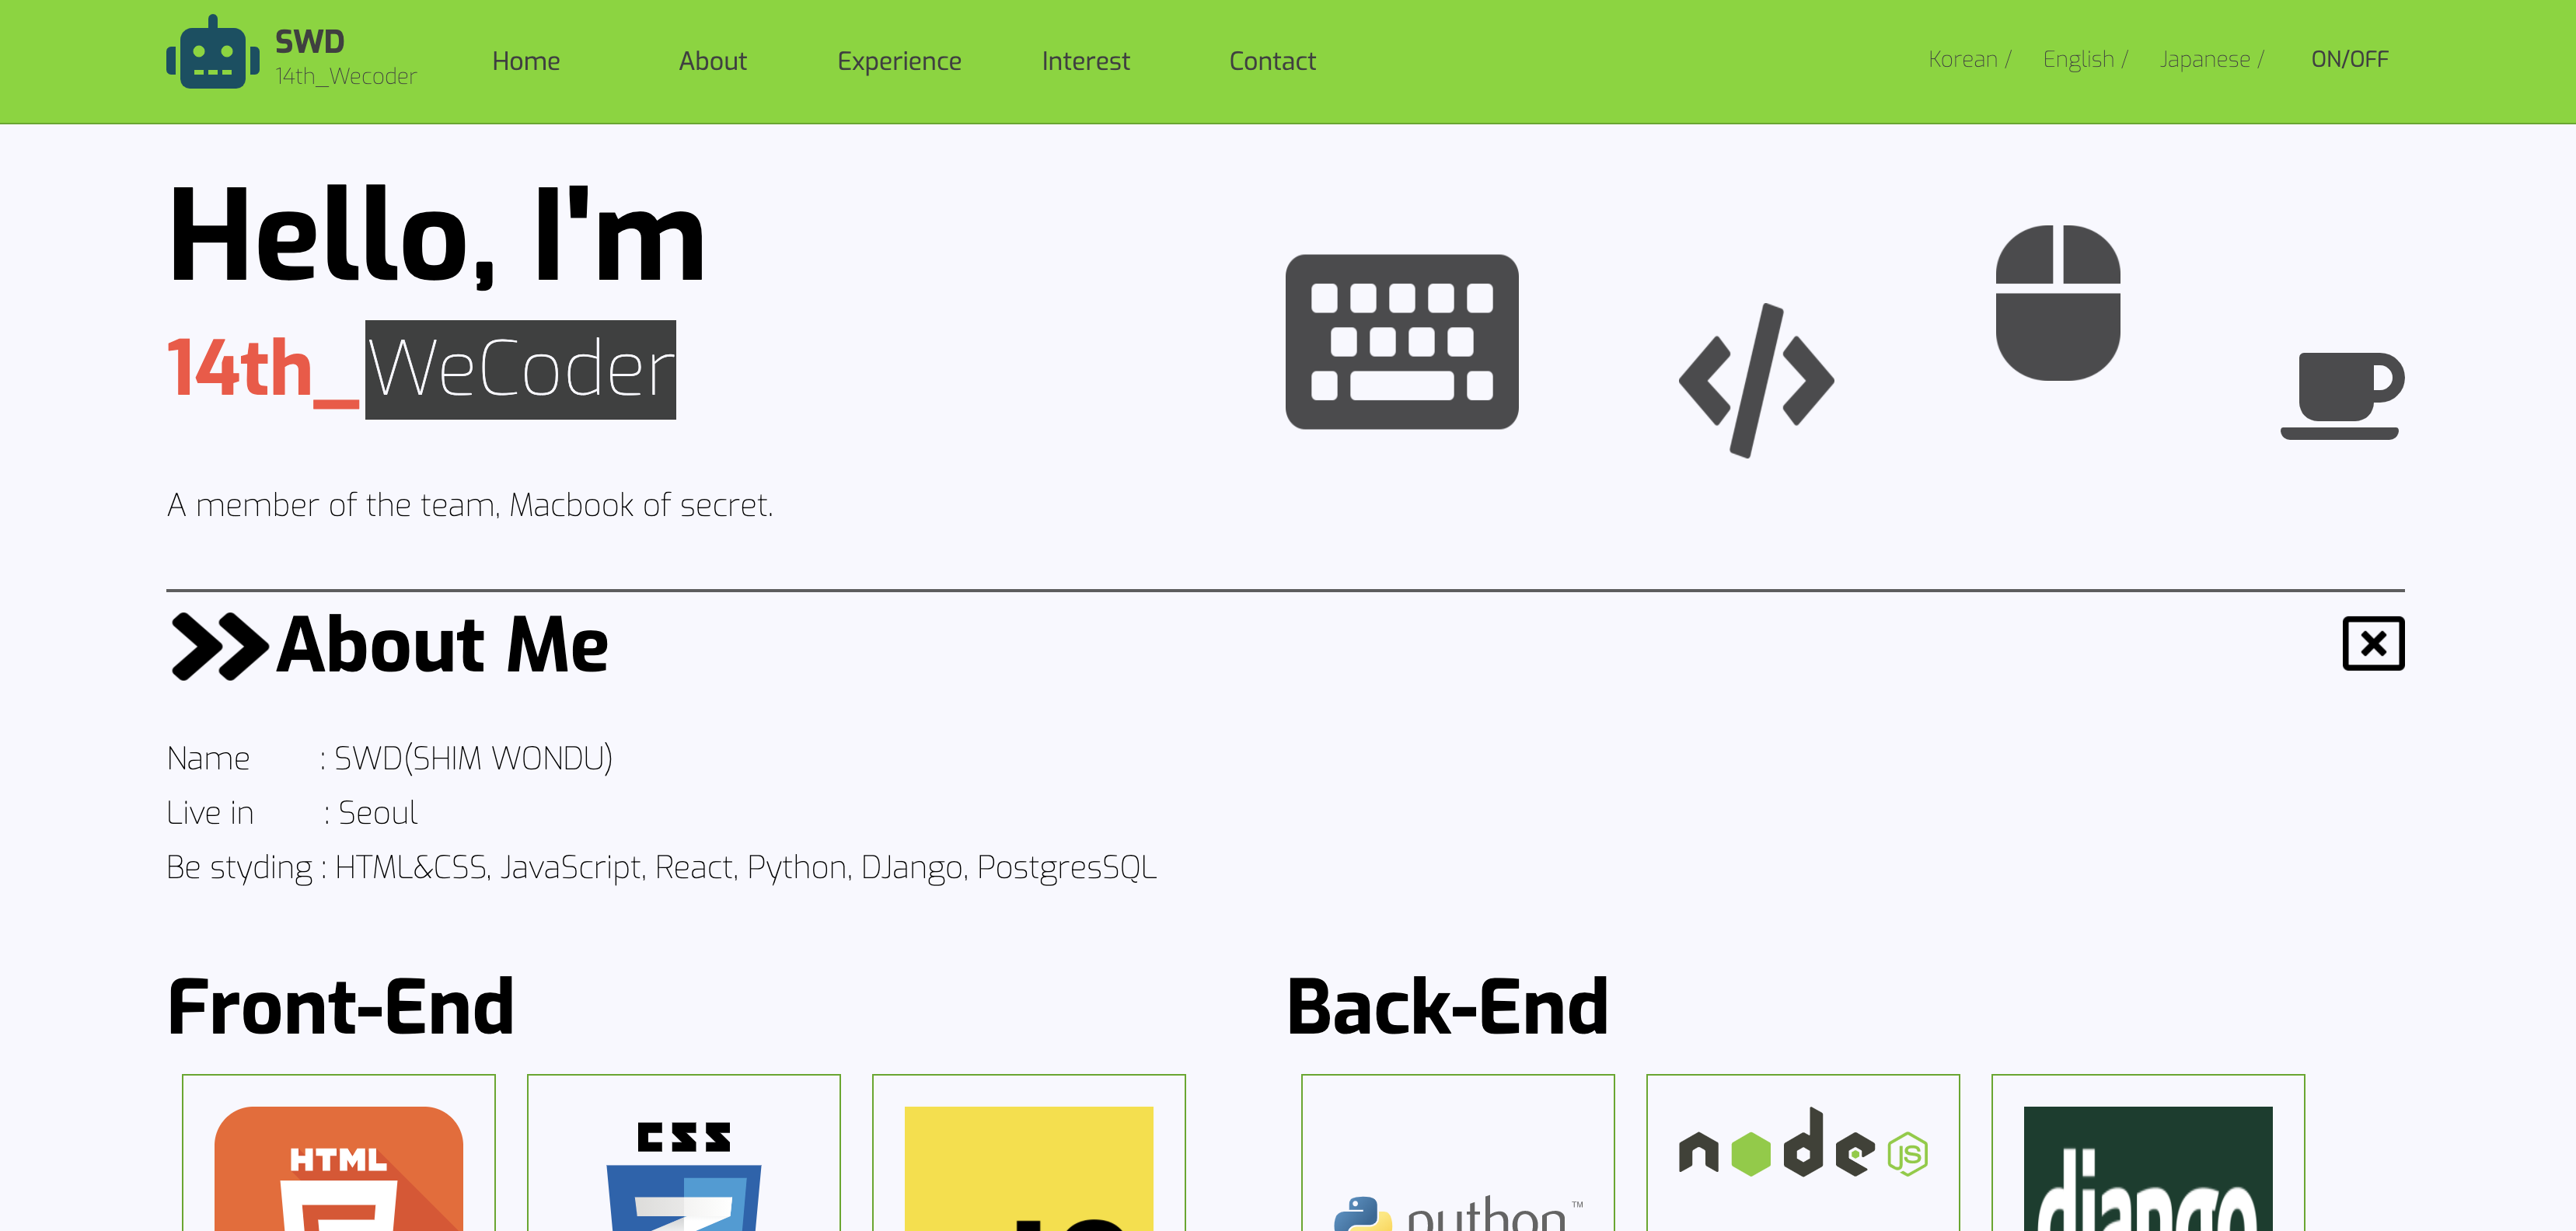 SWD
14th_Wecoder
Home About Experience Interest Contact
Korean / English / Japanese / ON/OFF
Hello, I'm
14th_WeCoder
A member of the team, Macbook of secret.
About Me
Name : SWD(SHIM WONDU)
Live in : Seoul
Be styding : HTML&CSS, JavaScript, React, Python, DJango, PostgresSQL
Front-End
Back-End
HTML
CSS
node JS
python™
django